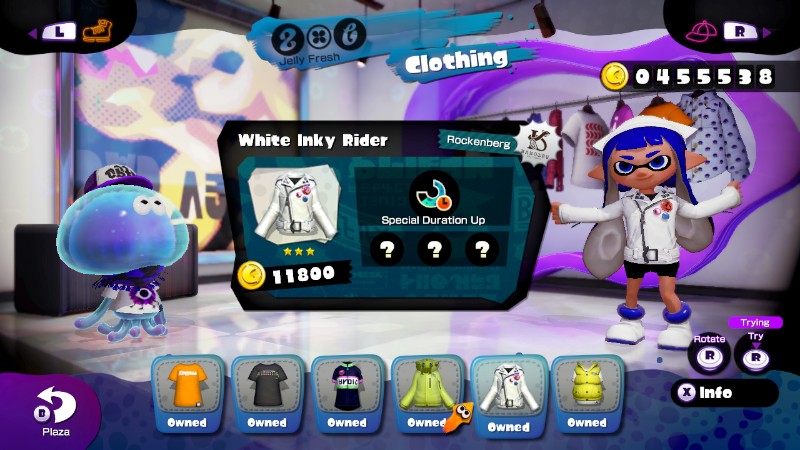 L
R
Jelly Fresh
Clothing
0455538
White Inky Rider
Rockenberg
Special Duration Up
? ? ?
11800
Trying
Rotate
Try
R
R
X Info
B
Plaza
Owned
Owned
Owned
Owned
Owned
Owned